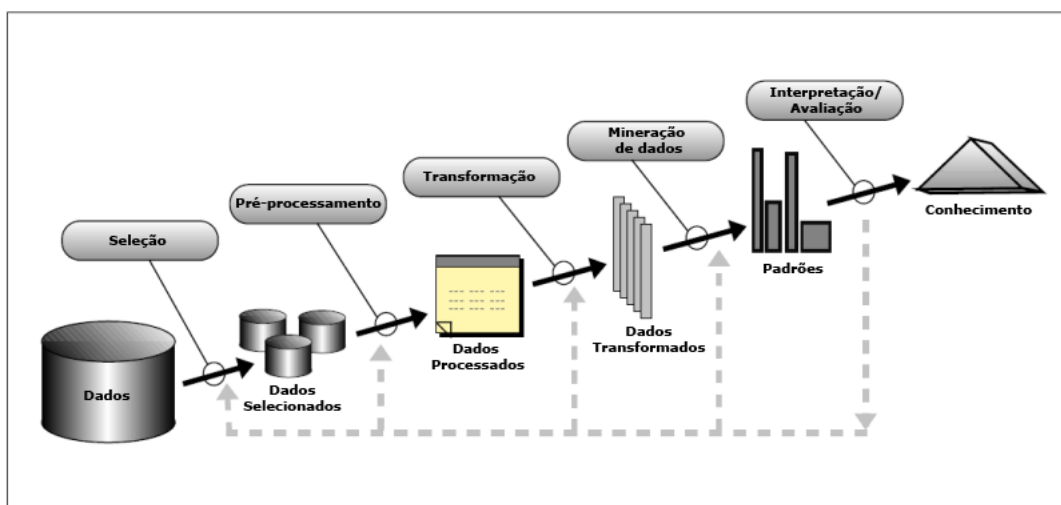 Interpretação/
Avaliação
Mineração
de dados
Transformação
Pré-processamento
Seleção
Conhecimento
Padrões
Dados
Transformados
Dados
Processados
Dados
Selecionados
Dados